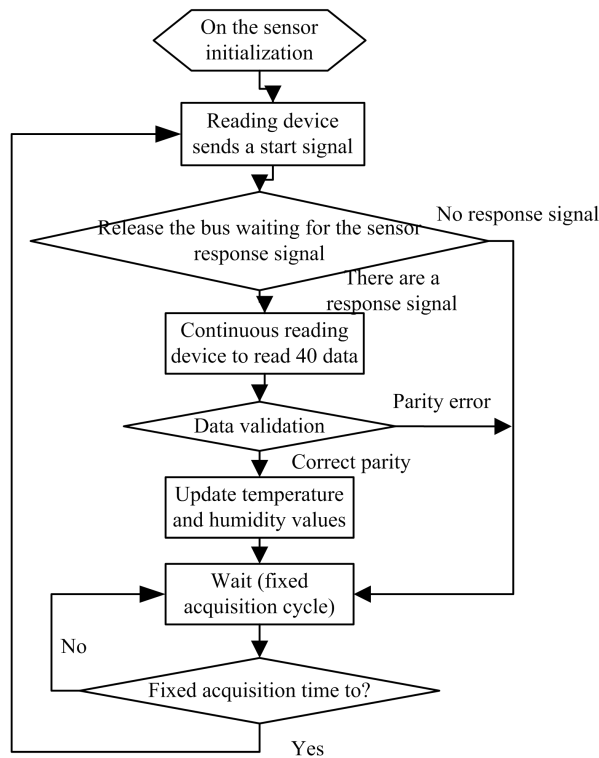 On the sensor
initialization
Reading device
sends a start signal
Release the bus waiting for the sensor
response signal
No response signal
There are a
response signal
Continuous reading
device to read 40 data
Parity error
Data validation
Correct parity
Update temperature
and humidity values
Wait (fixed
acquisition cycle)
No
Fixed acquisition time to?
Yes